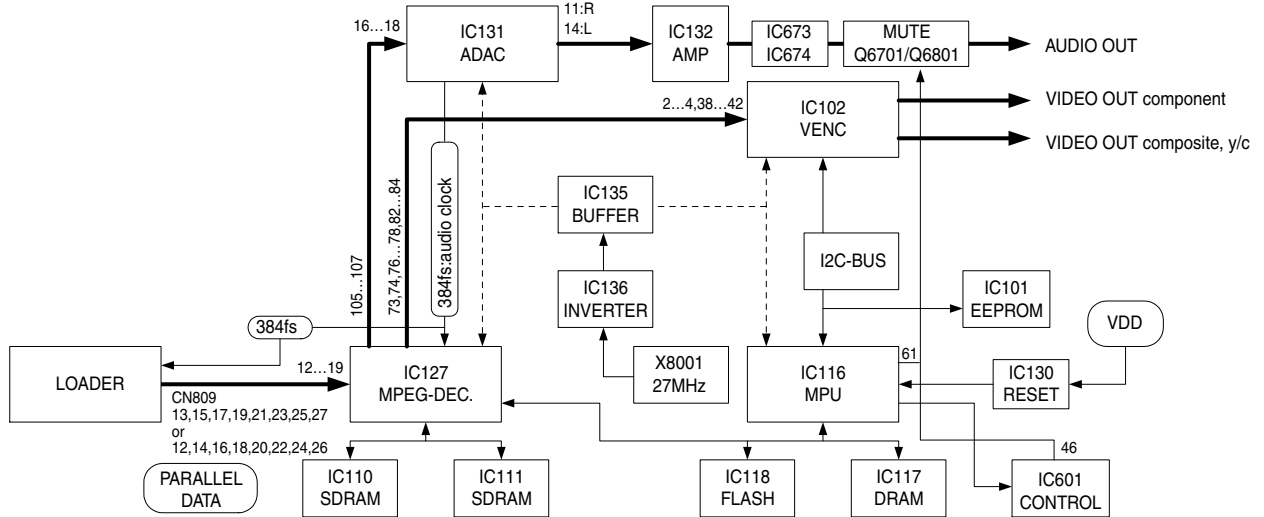 16...18
IC131
ADAC
11:R
14:L
IC132
AMP
IC673
IC674
MUTE
Q6701/Q6801
AUDIO OUT
2...4,38...42
IC102
VENC
VIDEO OUT component
VIDEO OUT composite, y/c
105...107
73,74,76...78,82...84
384fs:audio clock
IC135
BUFFER
IC136
INVERTER
I2C-BUS
IC101
EEPROM
384fs
VDD
LOADER
12...19
CN809
13,15,17,19,21,23,25,27
or
12,14,16,18,20,22,24,26
IC127
MPEG-DEC.
X8001
27MHz
IC116
MPU
61
IC130
RESET
46
PARALLEL
DATA
IC110
SDRAM
IC111
SDRAM
IC118
FLASH
IC117
DRAM
IC601
CONTROL